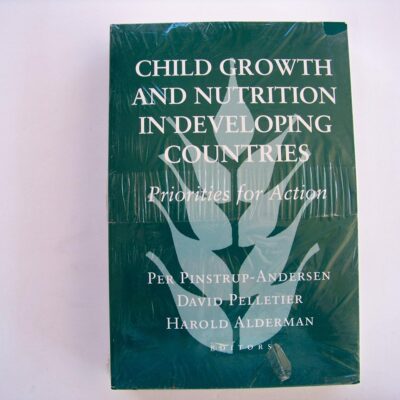 CHILD GROWTH
AND NUTRITION
IN DEVELOPING
COUNTRIES
Priorities for Action
PER PINSTRUP-ANDERSEN
DAVID PELLETIER
HAROLD ALDERMAN
EDITORS